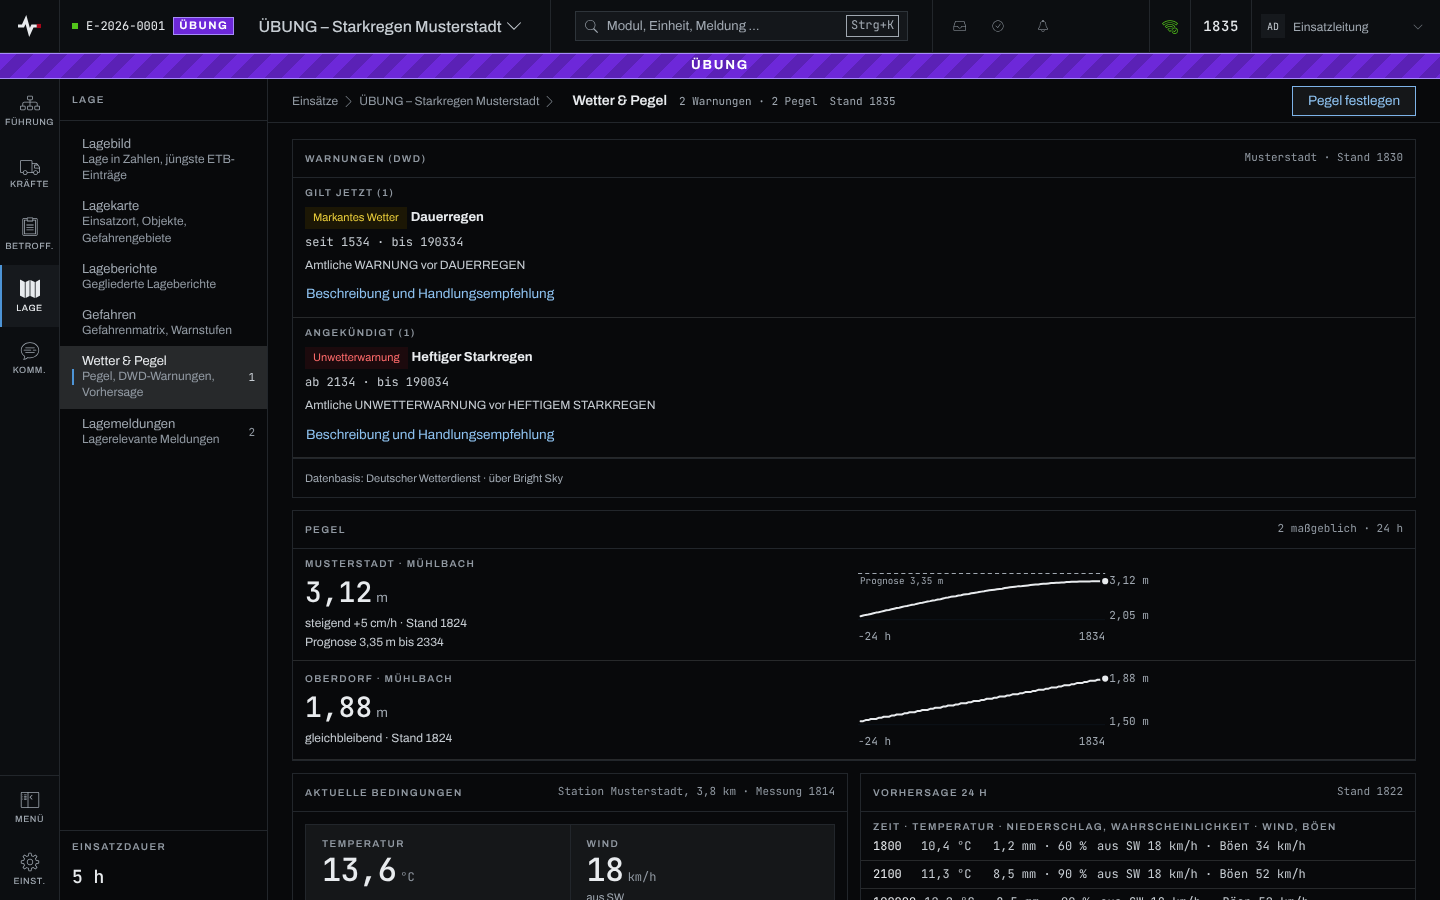 E-2026-0001 ÜBUNG ÜBUNG – Starkregen Musterstadt Modul, Einheit, Meldung ... Strg+K 1835 AD Einsatzleitung
ÜBUNG
FÜHRUNG
KRÄFTE
BETROFF.
LAGE
KOMM.
MENÜ
EINST.
LAGE
Lagebild
Lage in Zahlen, jüngste ETB-
Einträge
Lagekarte
Einsatzort, Objekte,
Gefahrengebiete
Lageberichte
Gegliederte Lageberichte
Gefahren
Gefahrenmatrix, Warnstufen
Wetter & Pegel
Pegel, DWD-Warnungen, 1
Vorhersage
Lagemeldungen
Lagerelevante Meldungen 2
EINSATZDAUER
5 h
Einsätze ÜBUNG – Starkregen Musterstadt Wetter & Pegel 2 Warnungen · 2 Pegel Stand 1835 Pegel festlegen
WARNUNGEN (DWD) Musterstadt · Stand 1830
GILT JETZT (1)
Markantes Wetter Dauerregen
seit 1534 · bis 190334
Amtliche WARNUNG vor DAUERREGEN
Beschreibung und Handlungsempfehlung
ANGEKÜNDIGT (1)
Unwetterwarnung Heftiger Starkregen
ab 2134 · bis 190034
Amtliche UNWETTERWARNUNG vor HEFTIGEM STARKREGEN
Beschreibung und Handlungsempfehlung
Datenbasis: Deutscher Wetterdienst · über Bright Sky
PEGEL 2 maßgeblich · 24 h
MUSTERSTADT · MÜHLBACH
3,12 m
steigend +5 cm/h · Stand 1824
Prognose 3,35 m bis 2334
Prognose 3,35 m
3,12 m
2,05 m
-24 h 1834
OBERDORF · MÜHLBACH
1,88 m
gleichbleibend · Stand 1824
1,88 m
1,50 m
-24 h 1834
AKTUELLE BEDINGUNGEN Station Musterstadt, 3,8 km · Messung 1814
TEMPERATUR
13,6 °C
WIND
18 km/h
aus SW
VORHERSAGE 24 H Stand 1822
ZEIT · TEMPERATUR · NIEDERSCHLAG, WAHRSCHEINLICHKEIT · WIND, BÖEN
1800 10,4 °C 1,2 mm · 60 % aus SW 18 km/h · Böen 34 km/h
2100 11,3 °C 8,5 mm · 90 % aus SW 18 km/h · Böen 52 km/h